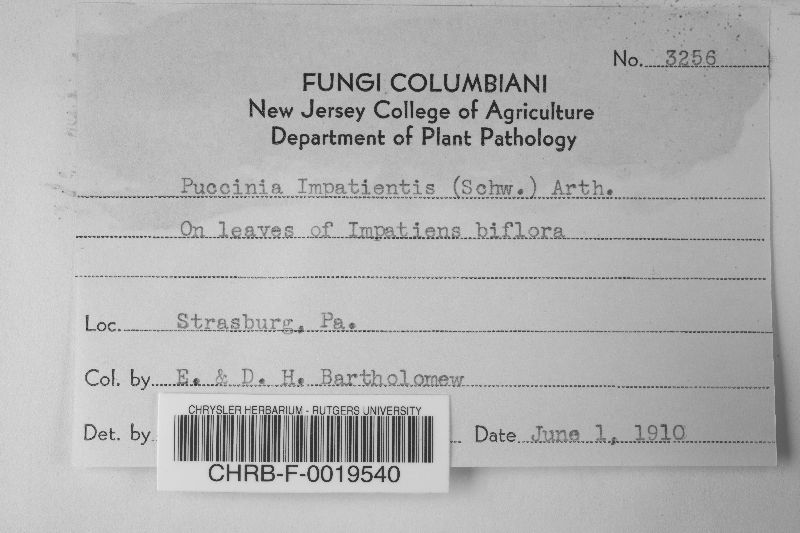 No. 3256
FUNGI COLUMBIANI
New Jersey College of Agriculture
Department of Plant Pathology
Puccinia Impatientis (Schw.) Arth.
On leaves of Impatiens biflora
Loc. Strasburg, Pa.
Col. by E. & D. H. Bartholomew
Det. by Date June 1, 1910
CHRYSLER HERBARIUM - RUTGERS UNIVERSITY
CHRB-F-0019540